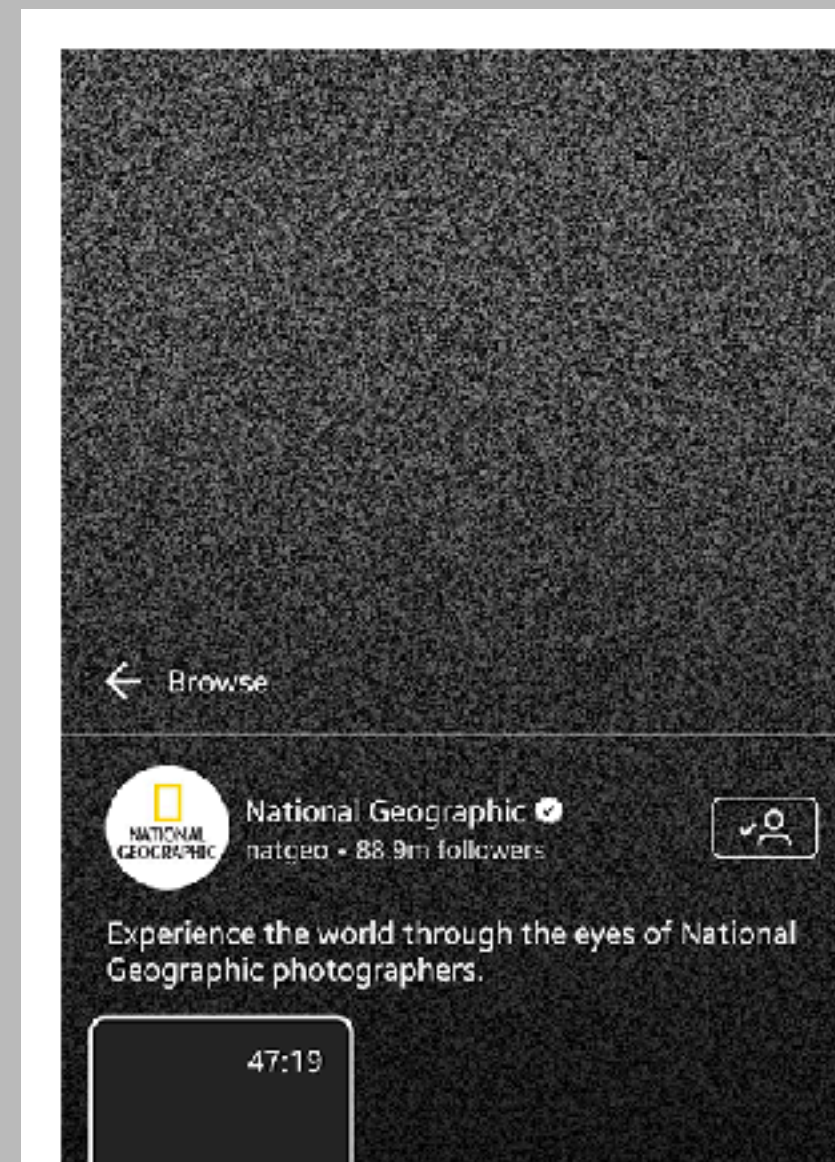 Browse
National Geographic
NATIONAL
GEOGRAPHIC
natgeo • 88.9m followers
Experience the world through the eyes of National
Geographic photographers.
47:19